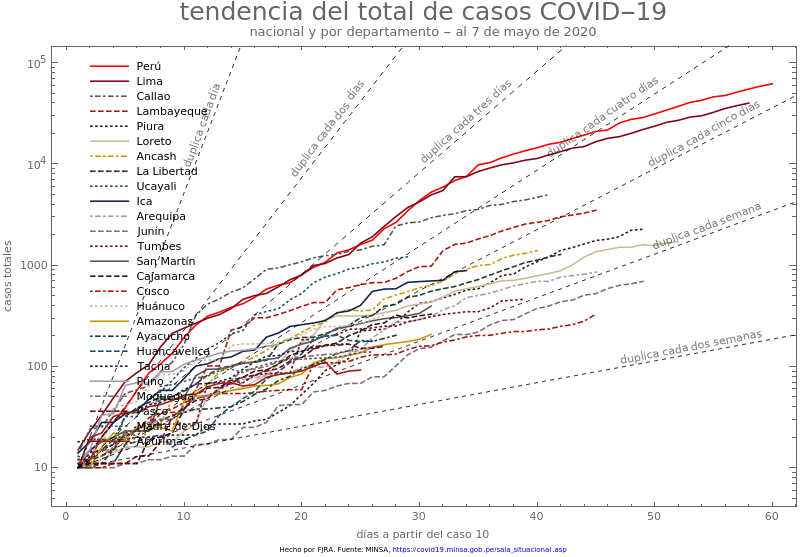 tendencia del total de casos COVID–19
nacional y por departamento – al 7 de mayo de 2020
casos totales
10⁵
10⁴
1000
100
10
Perú
Lima
Callao
Lambayeque
Piura
Loreto
Ancash
La Libertad
Ucayali
Ica
Arequipa
Junín
Tumbes
San Martín
Cajamarca
Cusco
Huánuco
Amazonas
Ayacucho
Huancavelica
Tacna
Puno
Moquegua
Pasco
Madre de Dios
Apurímac
duplica cada día
duplica cada dos días
duplica cada tres días
duplica cada cuatro días
duplica cada cinco días
duplica cada semana
duplica cada dos semanas
0 10 20 30 40 50 60
días a partir del caso 10
Hecho por FJRA. Fuente: MINSA, https://covid19.minsa.gob.pe/sala_situacional.asp